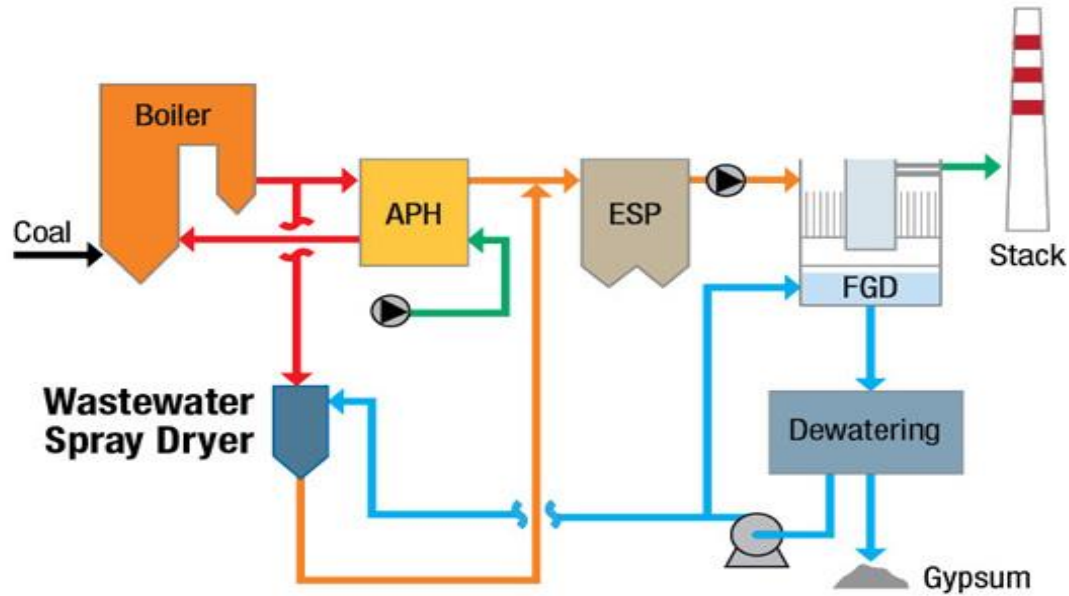 Boiler
Coal
APH
ESP
Stack
FGD
Wastewater
Spray Dryer
Dewatering
Gypsum